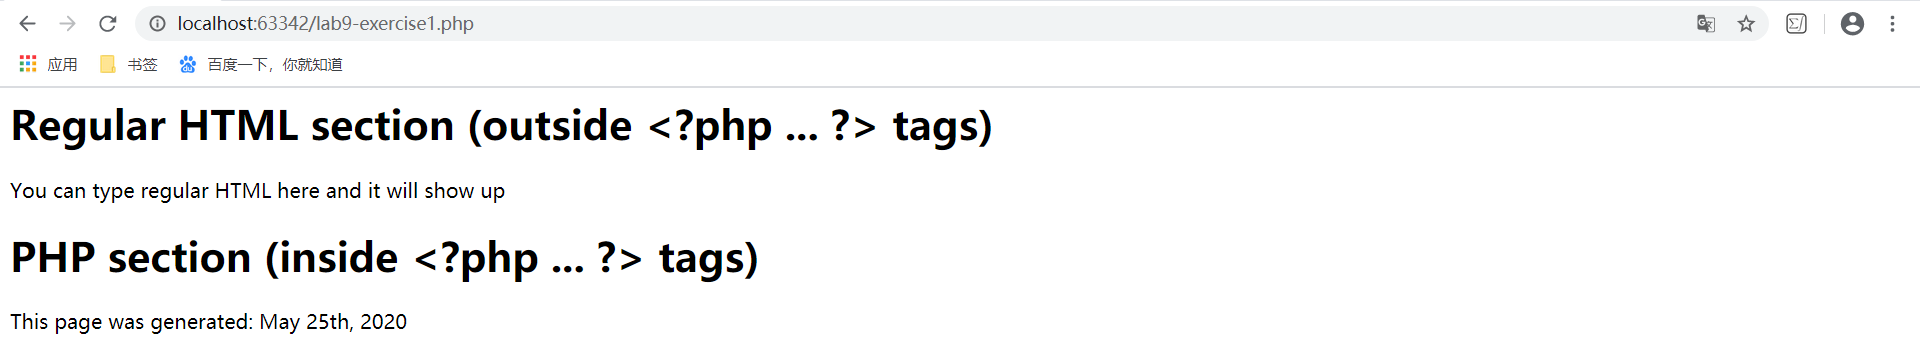 localhost:63342/lab9-exercise1.php
应用 书签 百度一下，你就知道
Regular HTML section (outside <?php ... ?> tags)
You can type regular HTML here and it will show up
PHP section (inside <?php ... ?> tags)
This page was generated: May 25th, 2020